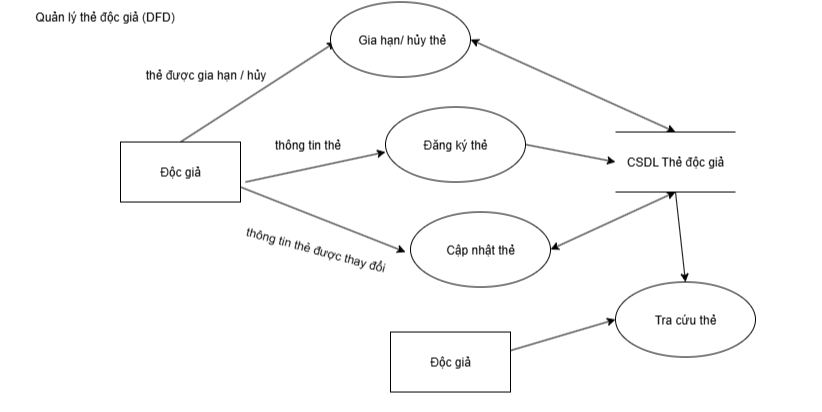 Quản lý thẻ độc giả (DFD)
Gia hạn/ hủy thẻ
thẻ được gia hạn / hủy
thông tin thẻ
Đăng ký thẻ
Độc giả
CSDL Thẻ độc giả
thông tin thẻ được thay đổi
Cập nhật thẻ
Tra cứu thẻ
Độc giả